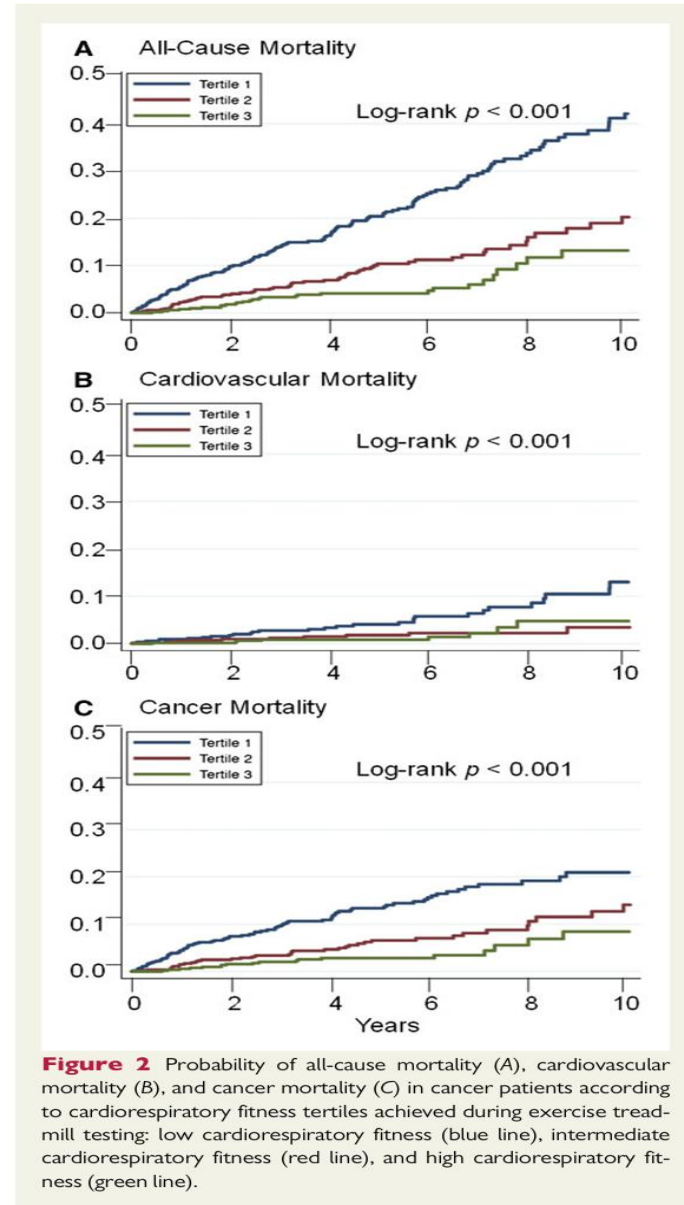 A All-Cause Mortality
0.5
Tertile 1
Tertile 2
Tertile 3
Log-rank p < 0.001
0.4
0.3
0.2
0.1
0.0
0 2 4 6 8 10
B Cardiovascular Mortality
0.5
Tertile 1
Tertile 2
Tertile 3
Log-rank p < 0.001
0.4
0.3
0.2
0.1
0.0
0 2 4 6 8 10
C Cancer Mortality
0.5
Tertile 1
Tertile 2
Tertile 3
Log-rank p < 0.001
0.4
0.3
0.2
0.1
0.0
0 2 4 6 8 10
Years
Figure 2 Probability of all-cause mortality (A), cardiovascular
mortality (B), and cancer mortality (C) in cancer patients according
to cardiorespiratory fitness tertiles achieved during exercise tread-
mill testing: low cardiorespiratory fitness (blue line), intermediate
cardiorespiratory fitness (red line), and high cardiorespiratory fit-
ness (green line).